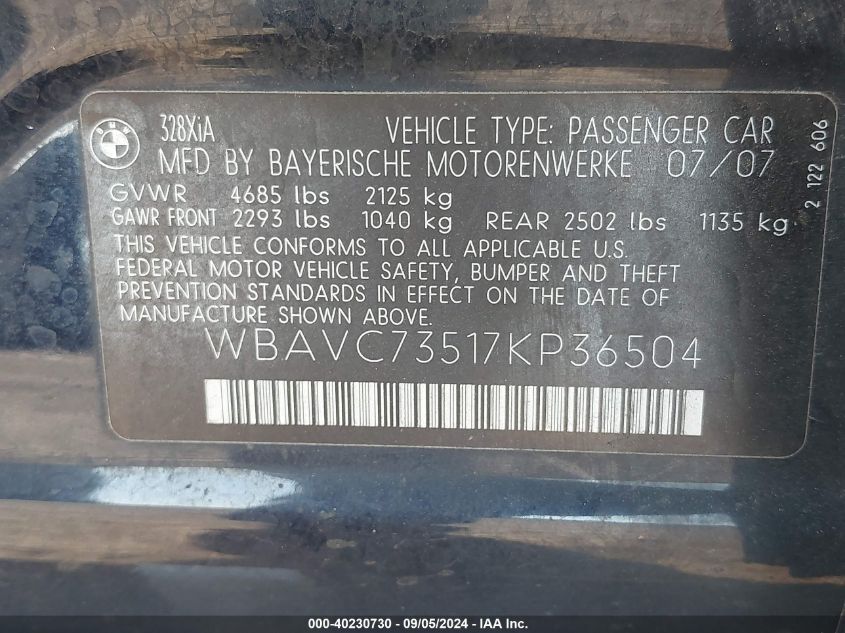 BMW
328XiA VEHICLE TYPE: PASSENGER CAR
MFD BY BAYERISCHE MOTORENWERKE 07/07
GVWR 4685 lbs 2125 kg
GAWR FRONT 2293 lbs 1040 kg REAR 2502 lbs 1135 kg
THIS VEHICLE CONFORMS TO ALL APPLICABLE U.S.
FEDERAL MOTOR VEHICLE SAFETY, BUMPER AND THEFT
PREVENTION STANDARDS IN EFFECT ON THE DATE OF
MANUFACTURE SHOWN ABOVE.
WBAVC73517KP36504
2 122 606
000-40230730 - 09/05/2024 - IAA Inc.